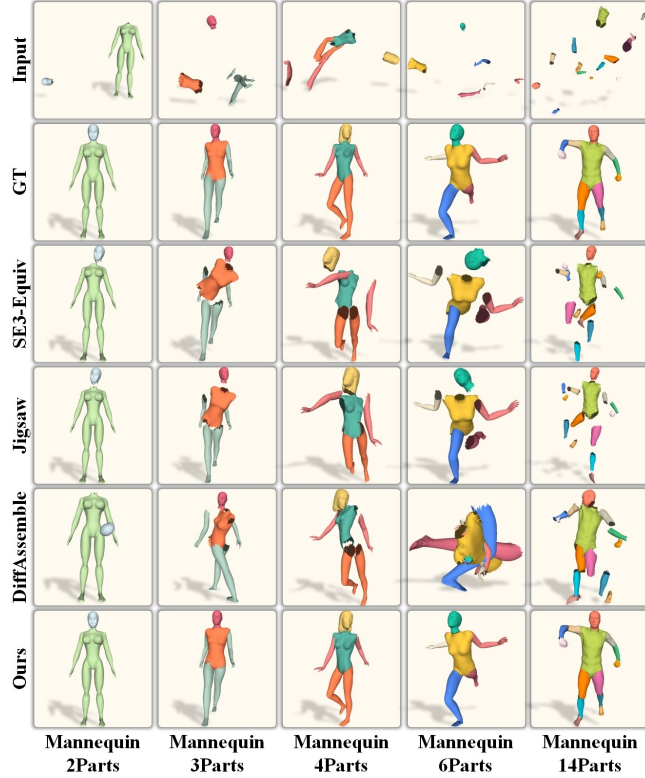 Input
GT
SE3-Equiv
Jigsaw
DiffAssemble
Ours
Mannequin Mannequin Mannequin Mannequin Mannequin
2Parts 3Parts 4Parts 6Parts 14Parts